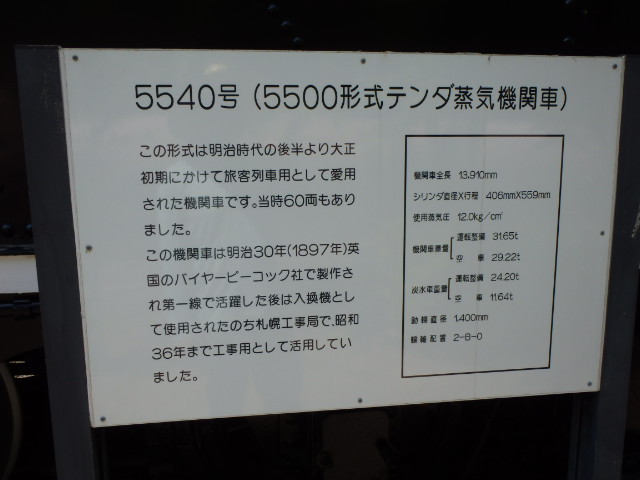 5540号（5500形式テンダ蒸気機関車）
この形式は明治時代の後半より大正
初期にかけて旅客列車用として愛用
された機関車です。当時60両もあり
ました。
この機関車は明治30年(1897年)英
国のバイヤーピーコック社で製作さ
れ第一線で活躍した後は入換機とし
て使用されたのち札幌工事局で、昭和
36年まで工事用として活用してい
ました。
機関車全長 13.910mm
シリンダ直径X行程 406mmX559mm
使用蒸気圧 12.0kg/c㎡
機関車重量 運転整備 31.65t
空車 29.22t
炭水車重量 運転整備 24.20t
空車 11.64t
動輪直径 1.400mm
車輪配置 2-8-0